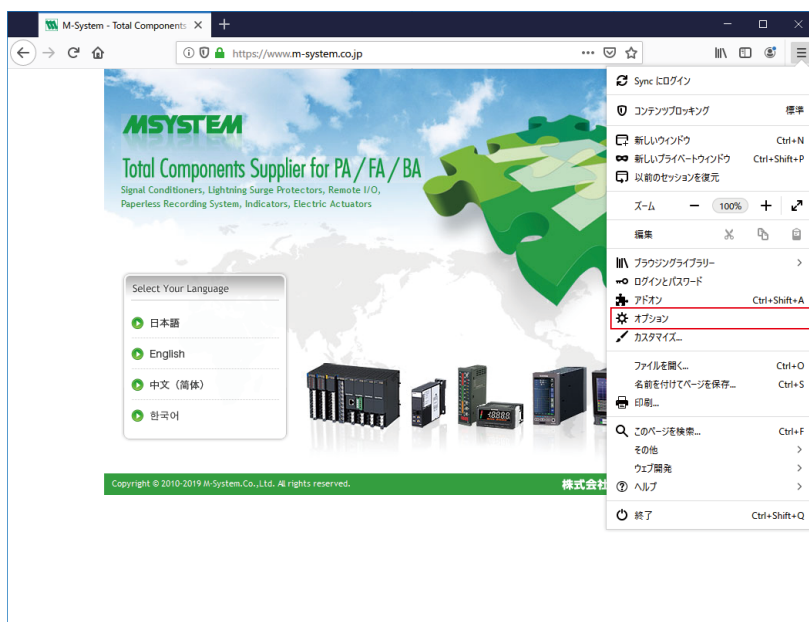 M-System - Total Components
https://www.m-system.co.jp
MSYSTEM
Total Components Supplier for PA / FA / BA
Signal Conditioners, Lightning Surge Protectors, Remote I/O,
Paperless Recording System, Indicators, Electric Actuators
Select Your Language
日本語
English
中文（简体）
한국어
Copyright © 2010-2019 M-System.Co.,Ltd. All rights reserved.
株式会社
Sync にログイン
コンテンツブロッキング 標準
新しいウィンドウ Ctrl+N
新しいプライベートウィンドウ Ctrl+Shift+P
以前のセッションを復元
ズーム 100%
編集
ブラウジングライブラリー
ログインとパスワード
アドオン Ctrl+Shift+A
オプション
カスタマイズ...
ファイルを開く... Ctrl+O
名前を付けてページを保存... Ctrl+S
印刷...
このページを検索... Ctrl+F
その他
ウェブ開発
ヘルプ
終了 Ctrl+Shift+Q